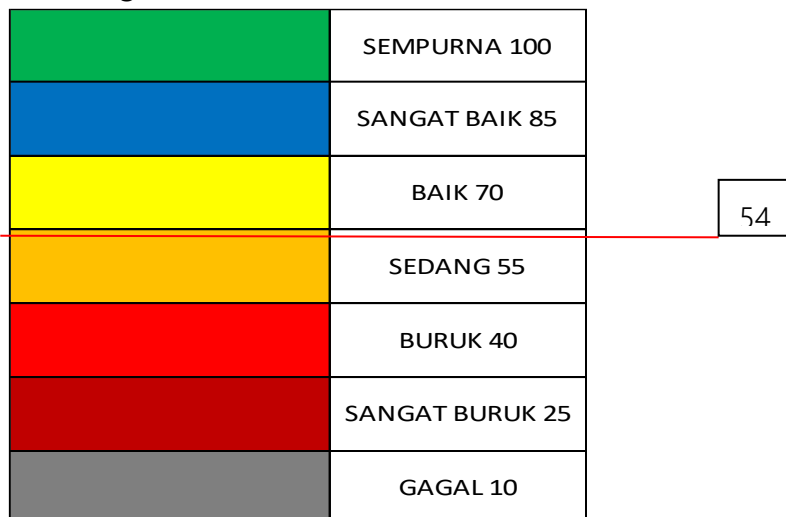 SEMPURNA 100
SANGAT BAIK 85
BAIK 70
54
SEDANG 55
BURUK 40
SANGAT BURUK 25
GAGAL 10